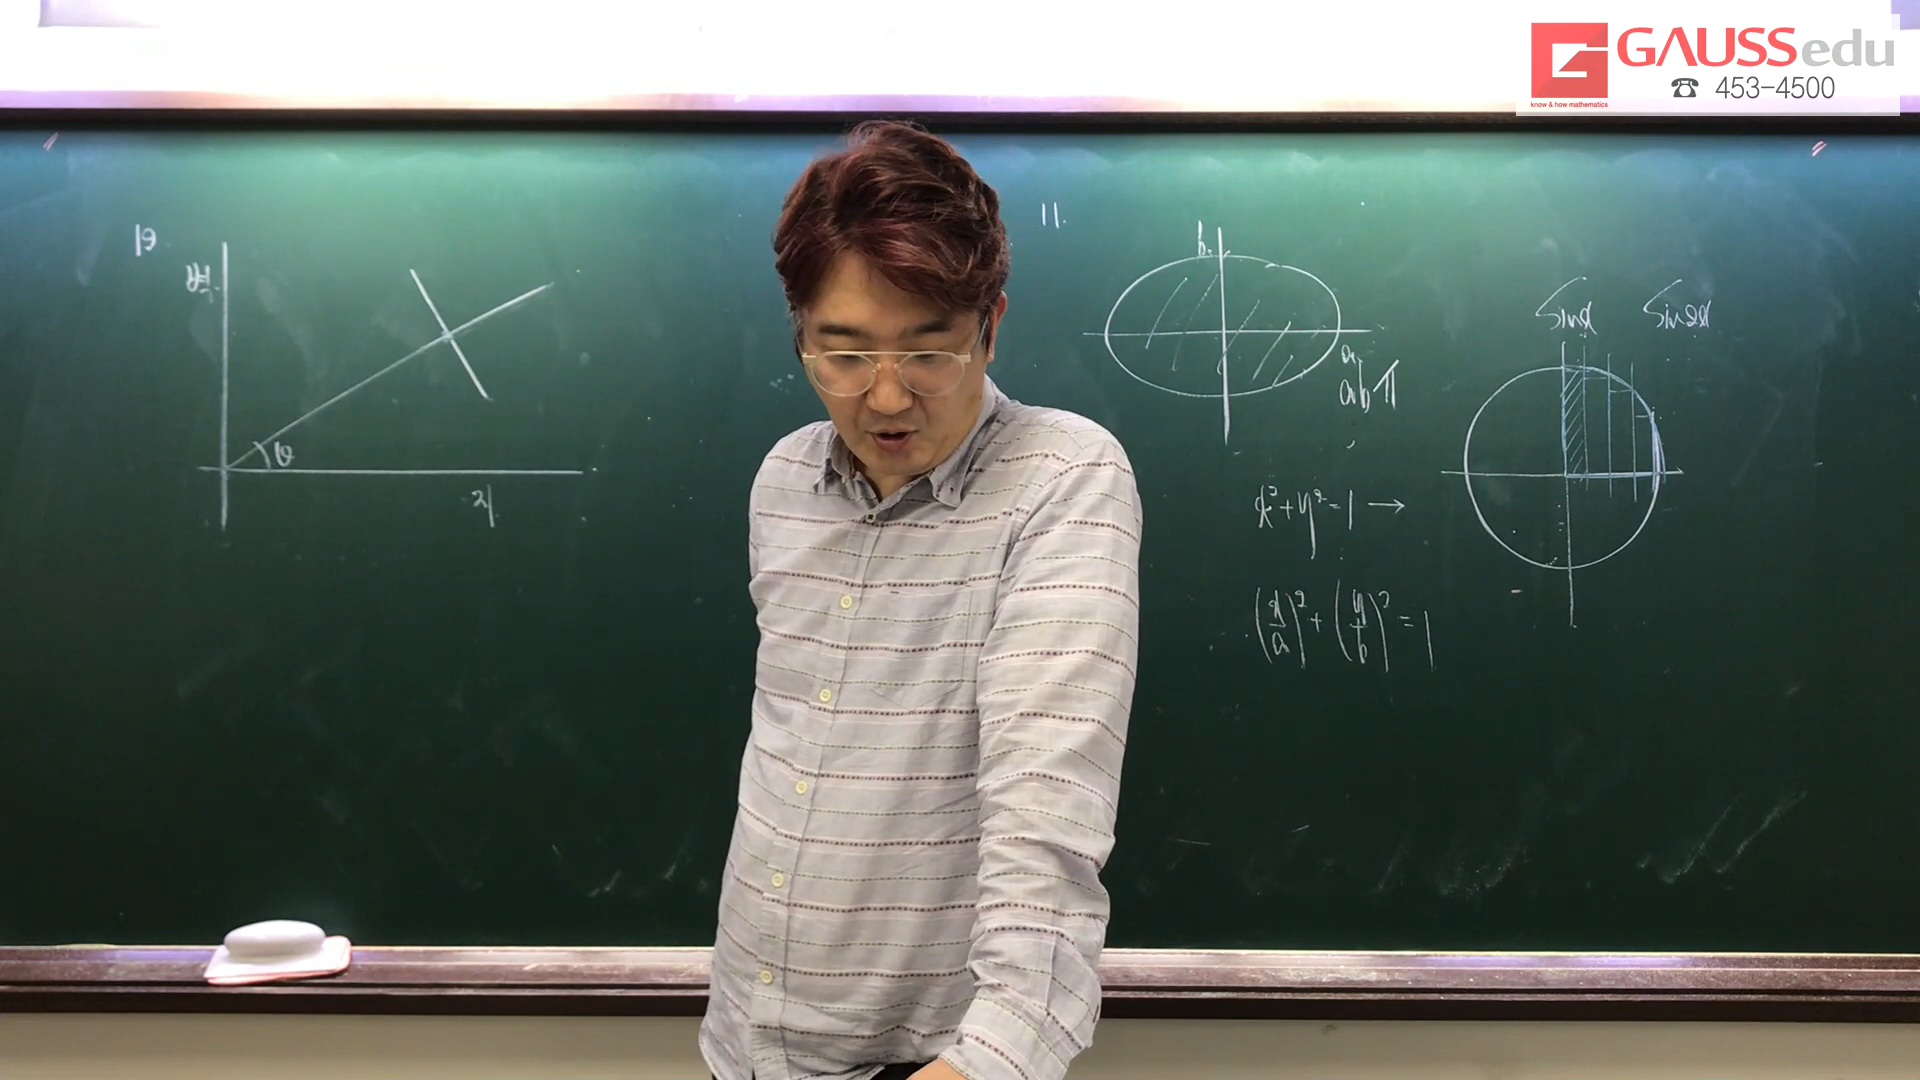 GAUSSedu
☎ 453-4500
know & how mathematics
19
벽
θ
지
11.
b
a
abπ
sinx sin2x
x²+y²=1 →
(x/a)²+(y/b)²=1